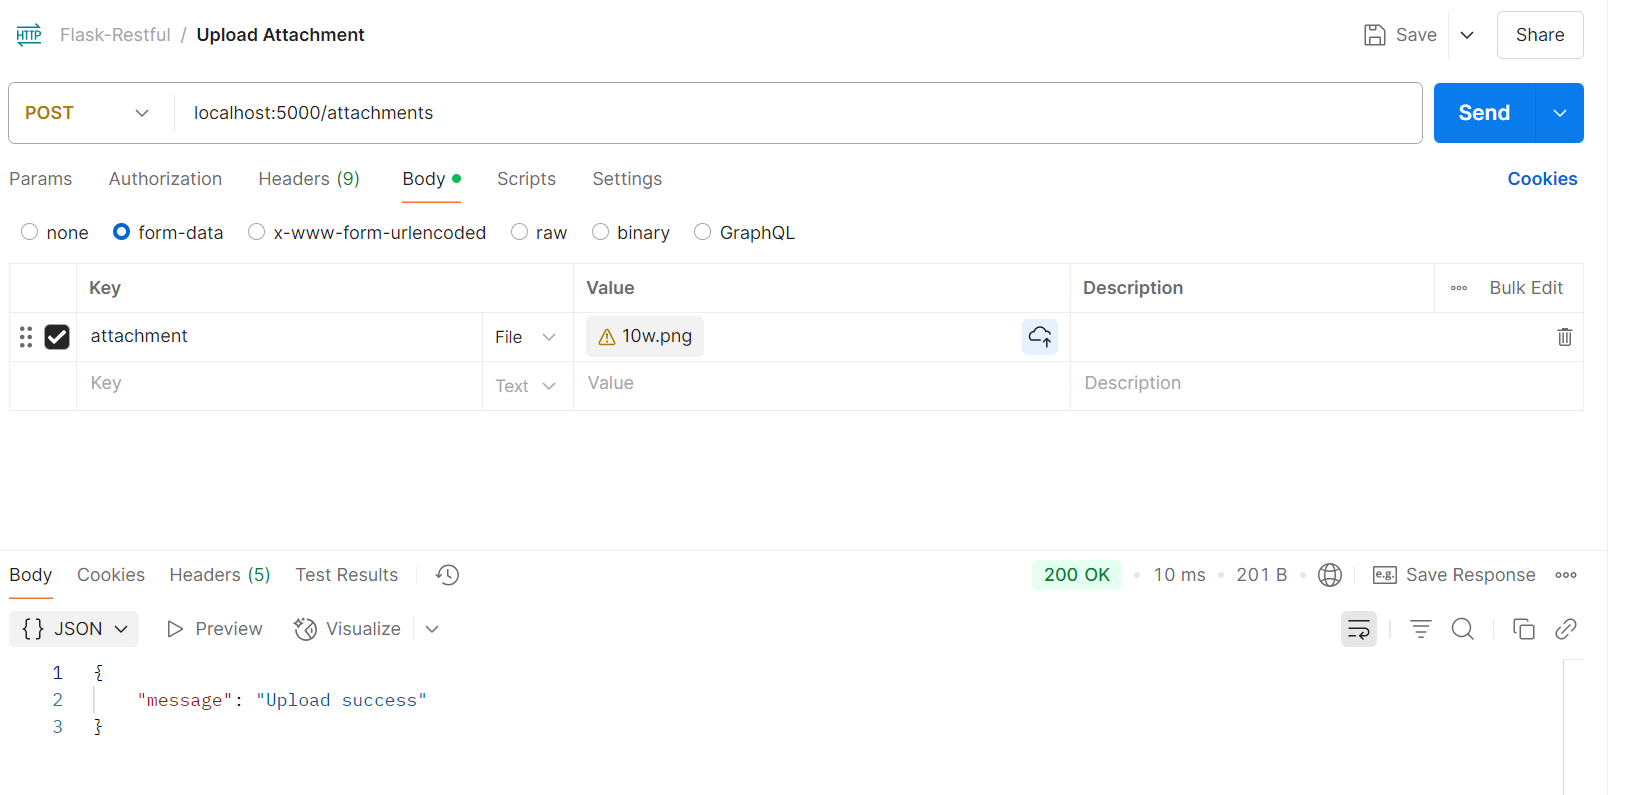 HTTP Flask-Restful / Upload Attachment Save Share
POST localhost:5000/attachments Send
Params Authorization Headers (9) Body Scripts Settings Cookies
none form-data x-www-form-urlencoded raw binary GraphQL
Key Value Description Bulk Edit
attachment File 10w.png
Key Text Value Description
Body Cookies Headers (5) Test Results 200 OK • 10 ms • 201 B • e.g. Save Response
{} JSON Preview Visualize
1 {
2 "message": "Upload success"
3 }